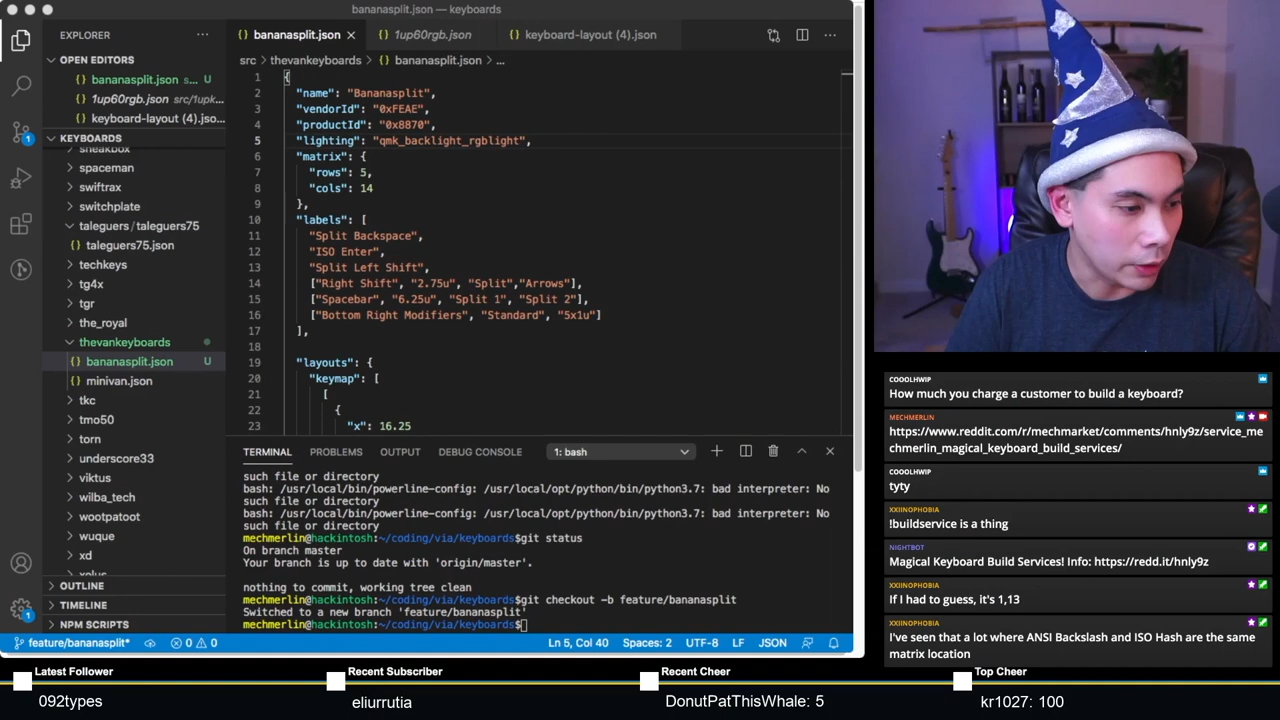 bananasplit.json — keyboards
EXPLORER
OPEN EDITORS
{} bananasplit.json s... U
{} 1up60rgb.json src/1upk...
{} keyboard-layout (4).jso...
KEYBOARDS
sneakbox
spaceman
swiftrax
switchplate
taleguers / taleguers75
{} taleguers75.json
techkeys
tg4x
tgr
the_royal
thevankeyboards
{} bananasplit.json U
{} minivan.json
tkc
tmo50
torn
underscore33
viktus
wilba_tech
wootpatoot
wuque
xd
xelus
OUTLINE
TIMELINE
NPM SCRIPTS
1
1
{} bananasplit.json ×
{} 1up60rgb.json
{} keyboard-layout (4).json
src > thevankeyboards > {} bananasplit.json > ...
1 {
2 "name": "Bananasplit",
3 "vendorId": "0xFEAE",
4 "productId": "0x8870",
5 "lighting": "qmk_backlight_rgblight",
6 "matrix": {
7 "rows": 5,
8 "cols": 14
9 },
10 "labels": [
11 "Split Backspace",
12 "ISO Enter",
13 "Split Left Shift",
14 ["Right Shift", "2.75u", "Split","Arrows"],
15 ["Spacebar", "6.25u", "Split 1", "Split 2"],
16 ["Bottom Right Modifiers", "Standard", "5x1u"]
17 ],
18
19 "layouts": {
20 "keymap": [
21 [
22 {
23 "x": 16.25
TERMINAL PROBLEMS OUTPUT DEBUG CONSOLE 1: bash
such file or directory
bash: /usr/local/bin/powerline-config: /usr/local/opt/python/bin/python3.7: bad interpreter: No
such file or directory
bash: /usr/local/bin/powerline-config: /usr/local/opt/python/bin/python3.7: bad interpreter: No
such file or directory
mechmerlin@hackintosh:~/coding/via/keyboards$git status
On branch master
Your branch is up to date with 'origin/master'.
nothing to commit, working tree clean
mechmerlin@hackintosh:~/coding/via/keyboards$git checkout -b feature/bananasplit
Switched to a new branch 'feature/bananasplit'
mechmerlin@hackintosh:~/coding/via/keyboards$
feature/bananasplit* 0 0 Ln 5, Col 40 Spaces: 2 UTF-8 LF JSON
COOOLHWIP
How much you charge a customer to build a keyboard?
MECHMERLIN
https://www.reddit.com/r/mechmarket/comments/hnly9z/service_me
chmerlin_magical_keyboard_build_services/
COOOLHWIP
tyty
XXIINOPHOBIA
!buildservice is a thing
NIGHTBOT
Magical Keyboard Build Services! Info: https://redd.it/hnly9z
XXIINOPHOBIA
If I had to guess, it's 1,13
XXIINOPHOBIA
I've seen that a lot where ANSI Backslash and ISO Hash are the same
matrix location
Latest Follower
092types
Recent Subscriber
eliurrutia
Recent Cheer
DonutPatThisWhale: 5
Top Cheer
kr1027: 100